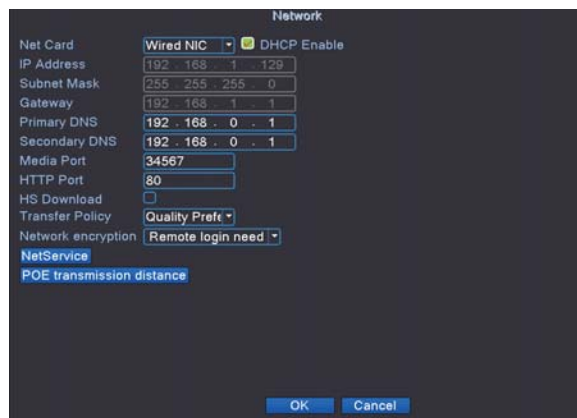 Network
Net Card Wired NIC DHCP Enable
IP Address 192 . 168 . 1 . 129
Subnet Mask 255 . 255 . 255 . 0
Gateway 192 . 168 . 1 . 1
Primary DNS 192 . 168 . 0 . 1
Secondary DNS 192 . 168 . 0 . 1
Media Port 34567
HTTP Port 80
HS Download
Transfer Policy Quality Prefe
Network encryption Remote login need
NetService
POE transmission distance
OK Cancel